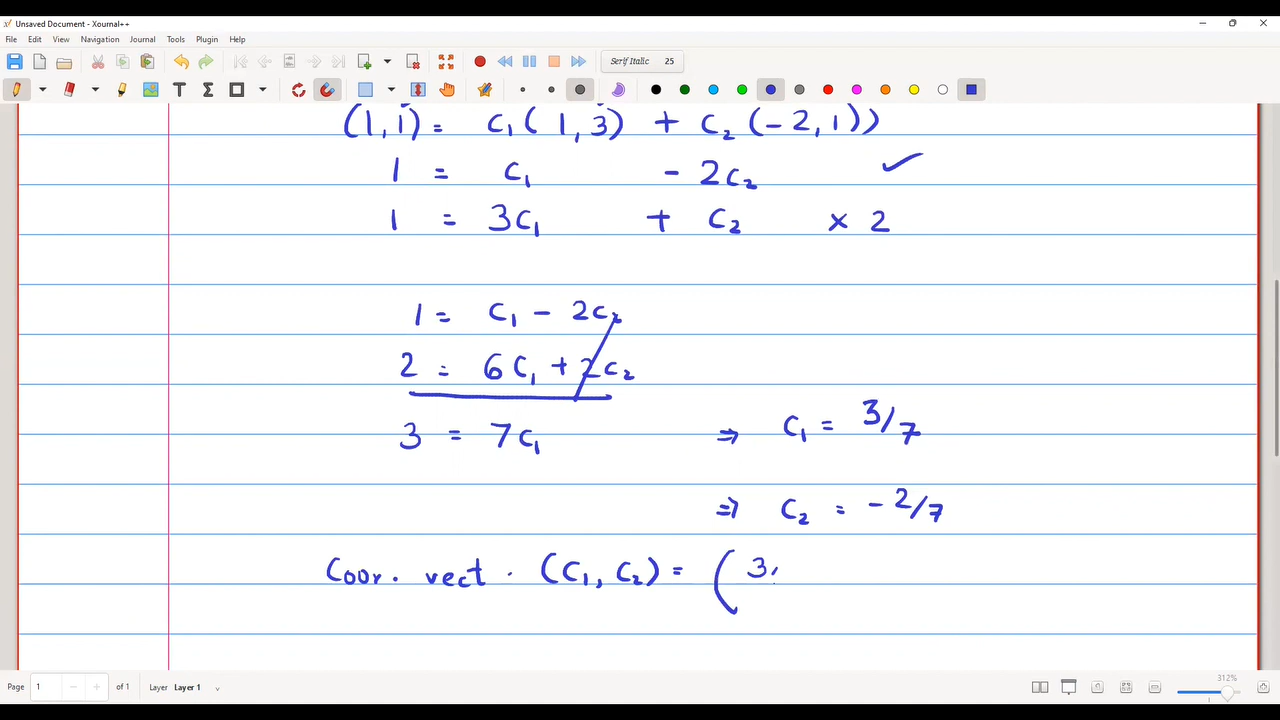 Unsaved Document - Xournal++
File Edit View Navigation Journal Tools Plugin Help
Serif Italic 25
(1,1) = c₁(1,3) + c₂(-2,1))
1 = c₁ - 2c₂ ✓
1 = 3c₁ + c₂ × 2
1 = c₁ - 2c₂
2 = 6c₁ + 2c₂
3 = 7c₁ ⇒ c₁ = 3/7
⇒ c₂ = -2/7
Coor. vect. (c₁, c₂) = ( 3
Page 1 of 1 Layer Layer 1 312%